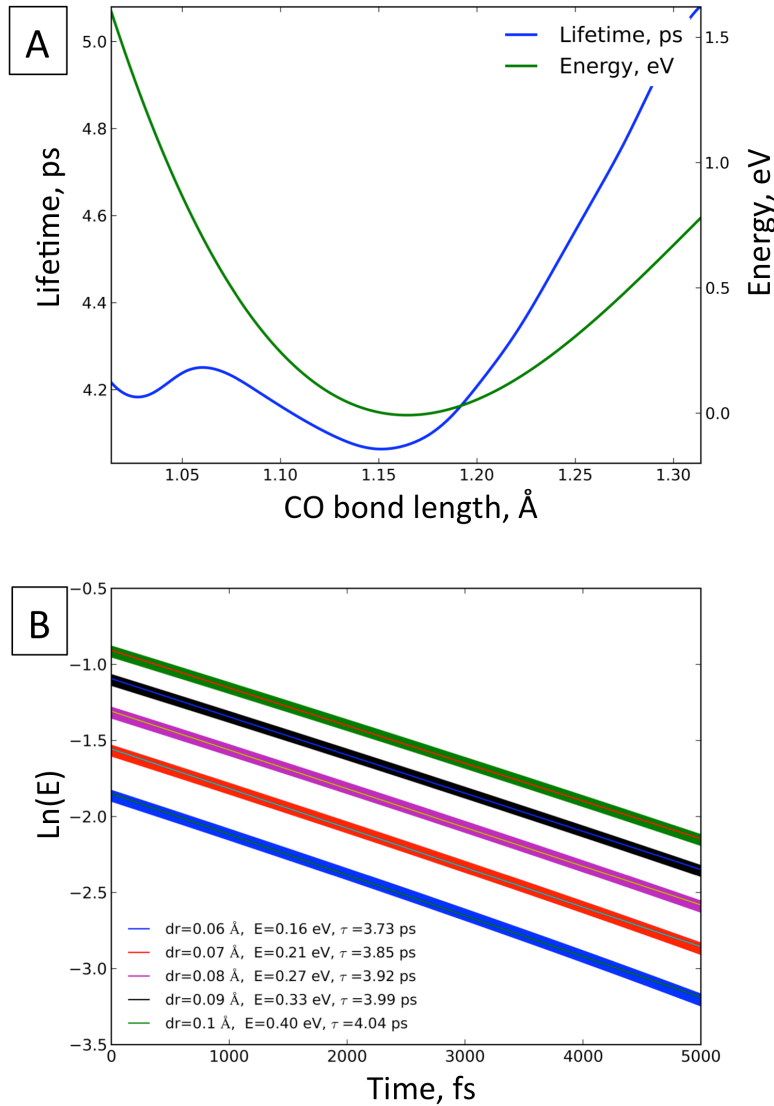 A
Lifetime, ps
Energy, eV
5.0
4.8
4.6
4.4
4.2
Lifetime, ps
1.5
1.0
0.5
0.0
Energy, eV
1.05 1.10 1.15 1.20 1.25 1.30
CO bond length, Å
B
−0.5
−1.0
−1.5
−2.0
−2.5
−3.0
−3.5
Ln(E)
dr=0.06 Å, E=0.16 eV, τ =3.73 ps
dr=0.07 Å, E=0.21 eV, τ =3.85 ps
dr=0.08 Å, E=0.27 eV, τ =3.92 ps
dr=0.09 Å, E=0.33 eV, τ =3.99 ps
dr=0.1 Å, E=0.40 eV, τ =4.04 ps
0 1000 2000 3000 4000 5000
Time, fs